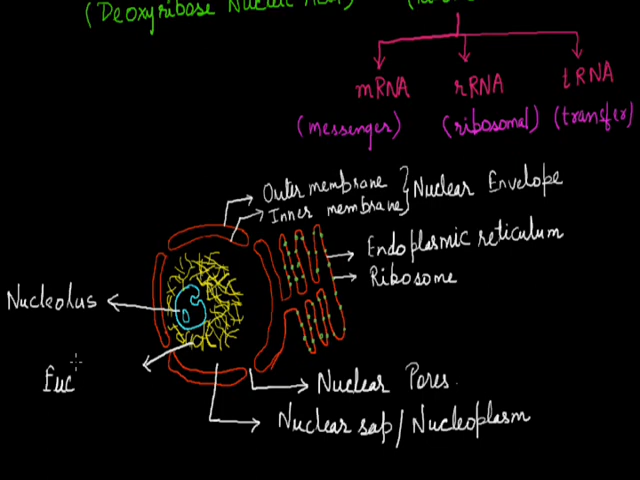 (Deoxyribose Nucleic Acid)
mRNA rRNA tRNA
(messenger) (ribosomal) (transfer)
Outer membrane
Inner membrane
Nuclear Envelope
Endoplasmic reticulum
Ribosome
Nucleolus
Euc
Nuclear Pores
Nuclear sap/Nucleoplasm